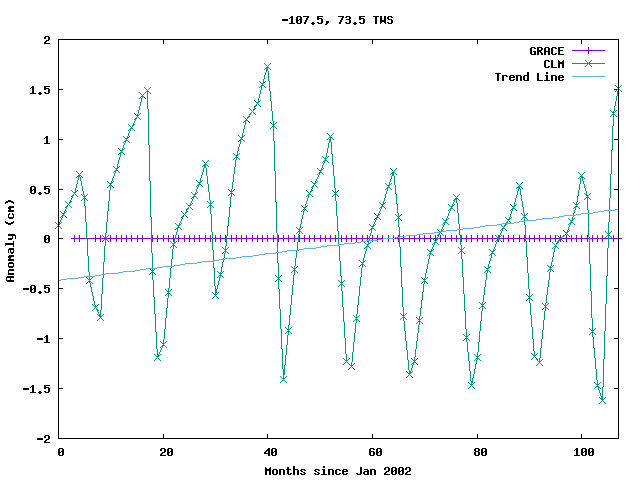 -107.5, 73.5 TWS
GRACE
CLM
Trend Line
2
1.5
1
0.5
0
-0.5
-1
-1.5
-2
Anomaly (cm)
0 20 40 60 80 100
Months since Jan 2002